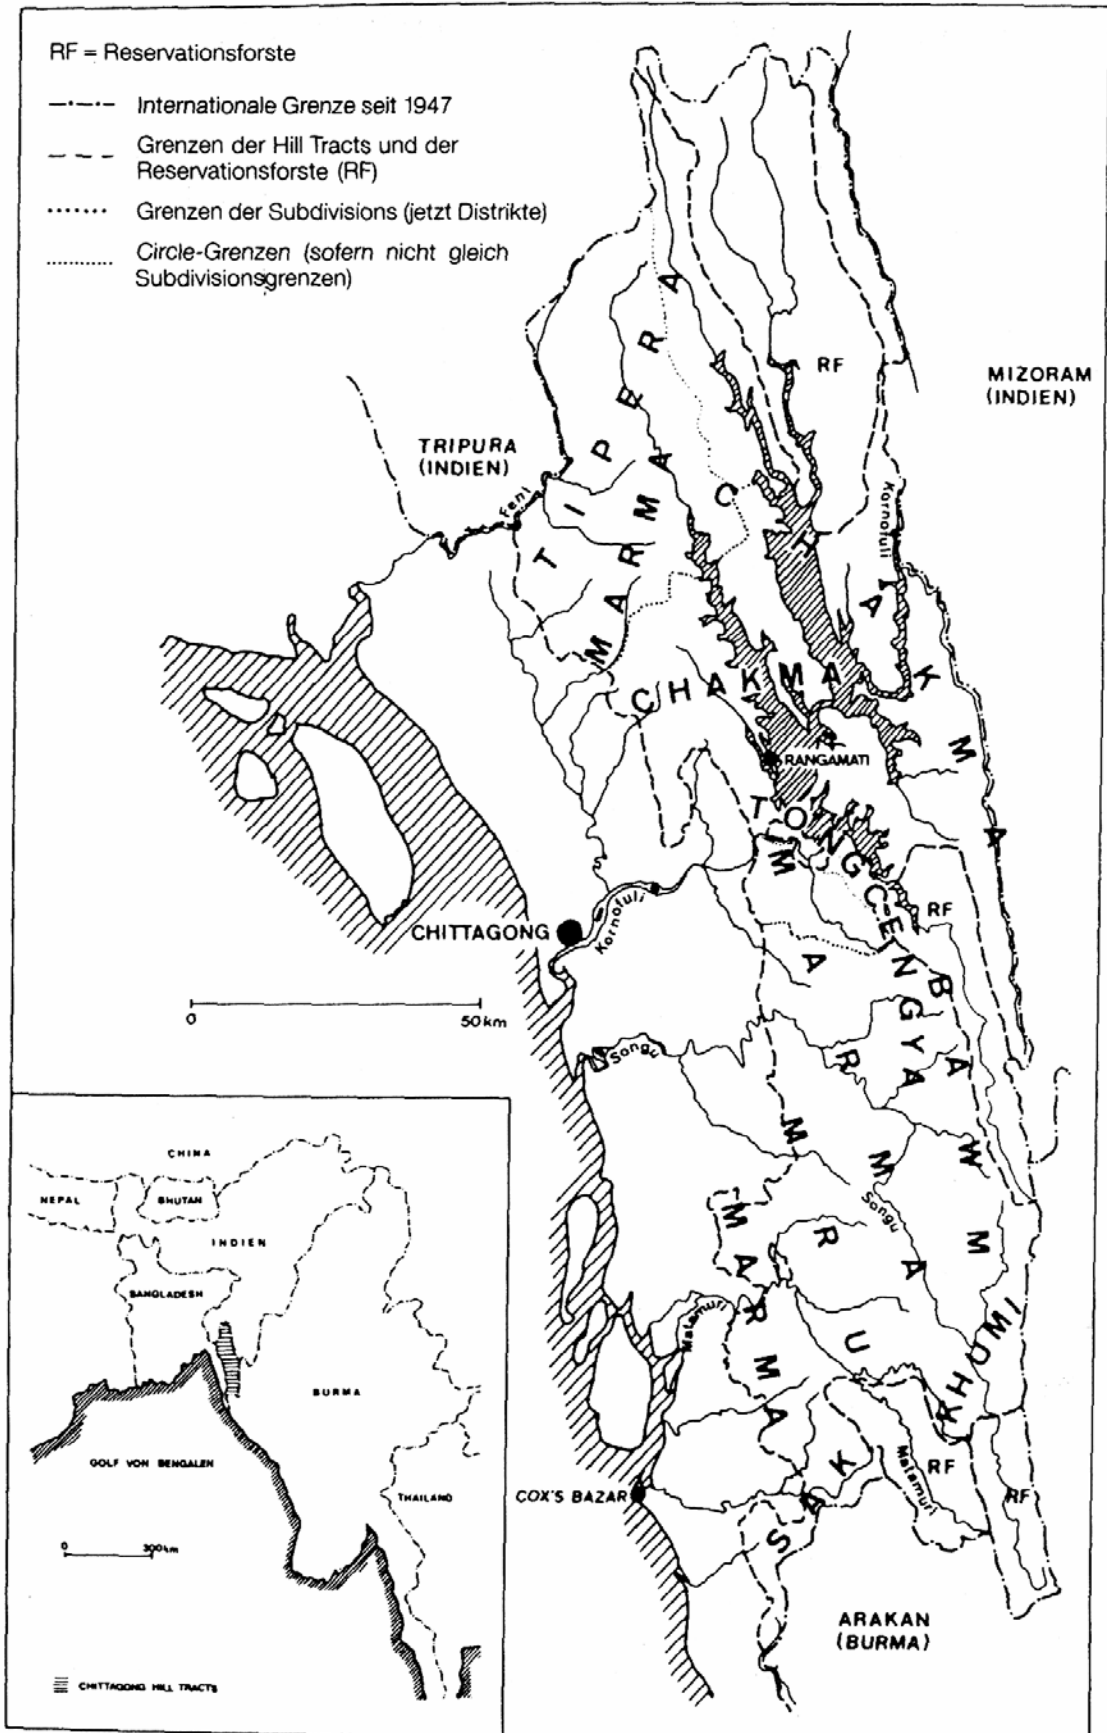 RF = Reservationsforste
Internationale Grenze seit 1947
Grenzen der Hill Tracts und der
Reservationsforste (RF)
Grenzen der Subdivisions (jetzt Distrikte)
Circle-Grenzen (sofern nicht gleich
Subdivisionsgrenzen)
RF
MIZORAM
(INDIEN)
TRIPURA
(INDIEN)
Feni
TIPERA
MARMA
CHAKMA
Kornofuli
CHAKMA
RANGAMATI
TONGCENGYA
MARMA
RF
CHITTAGONG
Kornofuli
0
50 km
BAWM
Songu
MRU
Songu
MARMA
Matamuri
KHUMI
SAK
Matamuri
RF
RF
COX'S BAZAR
ARAKAN
(BURMA)
CHINA
NEPAL
BHUTAN
INDIEN
BANGLADESH
BURMA
GOLF VON BENGALEN
THAILAND
0
300 km
CHITTAGONG HILL TRACTS